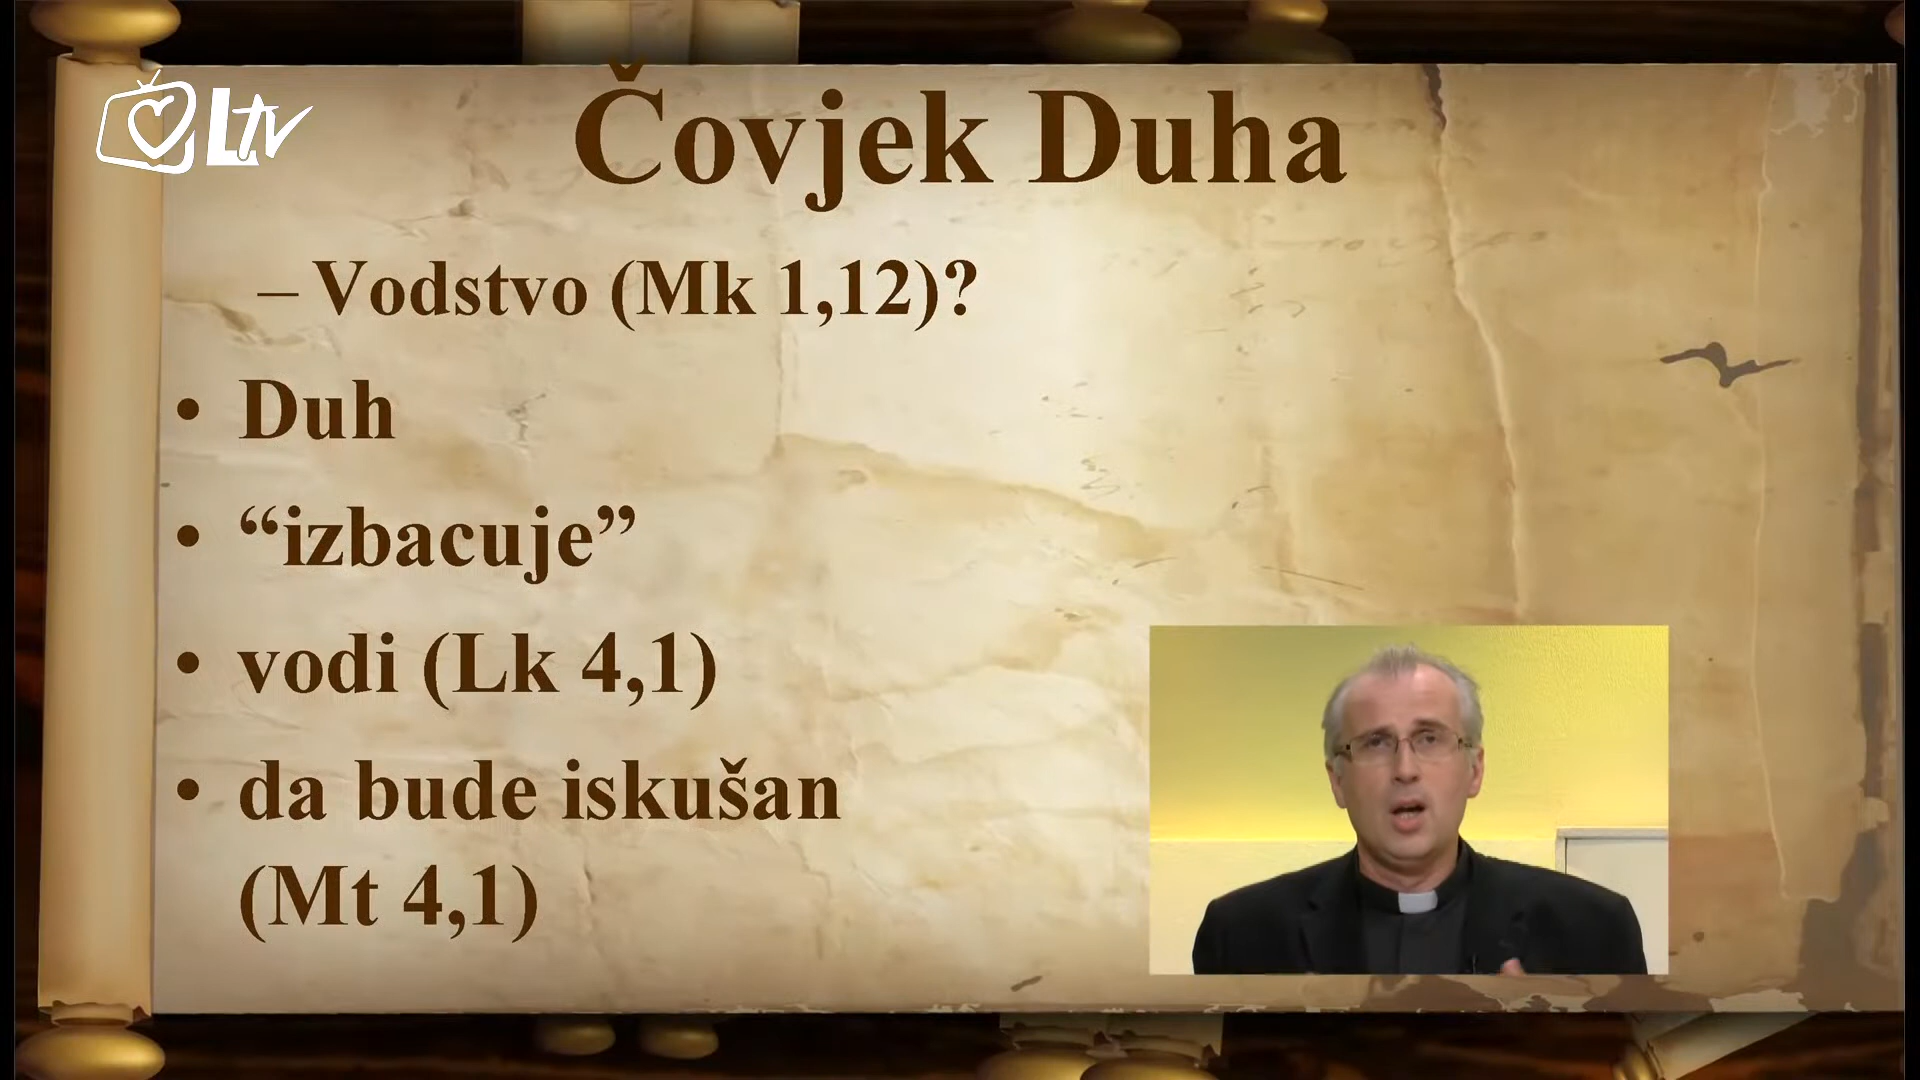 LTV
Čovjek Duha
– Vodstvo (Mk 1,12)?
• Duh
• “izbacuje”
• vodi (Lk 4,1)
• da bude iskušan
(Mt 4,1)